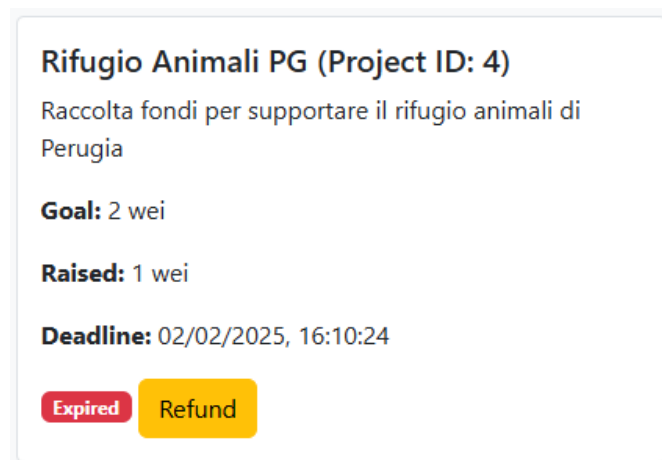 Rifugio Animali PG (Project ID: 4)
Raccolta fondi per supportare il rifugio animali di
Perugia
Goal: 2 wei
Raised: 1 wei
Deadline: 02/02/2025, 16:10:24
Expired Refund